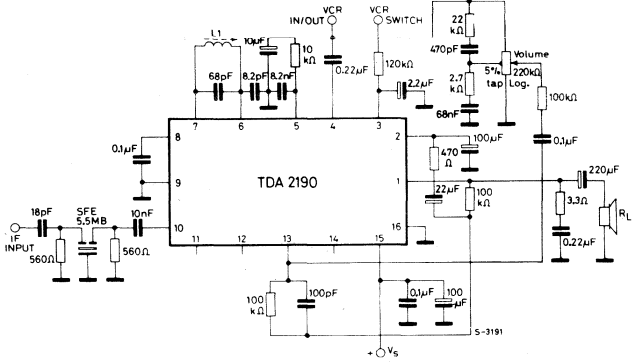 VCR
IN/OUT
VCR
SWITCH
22
kΩ
470pF
Volume
5%
tap
220kΩ
Log.
2.7
kΩ
68nF
100kΩ
0.1µF
L1
10µF
10
kΩ
68pF
8.2pF
8.2nF
0.22µF
120kΩ
2.2µF
7
6
5
4
3
8
0.1µF
9
TDA 2190
2
100µF
470
Ω
1
22µF
100
kΩ
220µF
3.3Ω
0.22µF
RL
16
18pF
SFE
5.5MB
10nF
10
IF
INPUT
560Ω
560Ω
11
12
13
14
15
100
kΩ
100pF
0.1µF
100
µF
S-3191
+ Vs